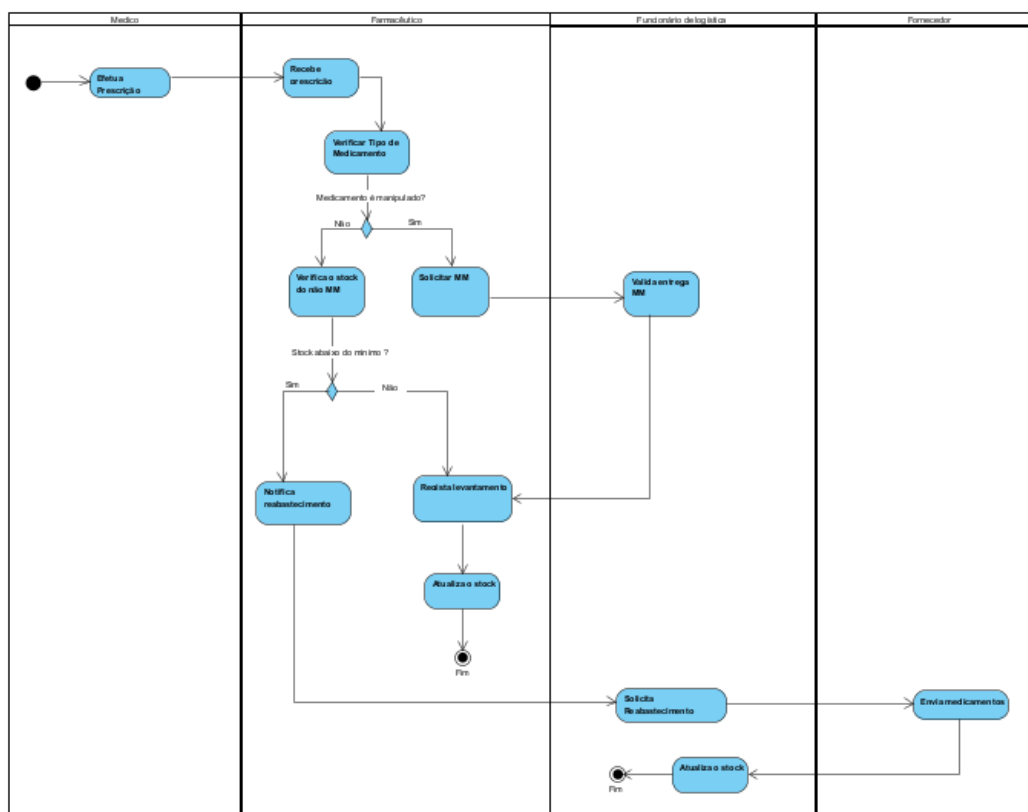 Medico
Farmacêutico
Funcionário de logística
Fornecedor
Efetua
Prescrição
Recebe
prescrição
Verificar Tipo de
Medicamento
Medicamento é manipulado?
Não
Sim
Verifica o stock
do não MM
Solicitar MM
Valida entrega
MM
Stock abaixo do mínimo ?
Sim
Não
Notifica
reabastecimento
Regista levantamento
Atualiza o stock
Fim
Solicita
Reabastecimento
Envia medicamentos
Atualiza o stock
Fim